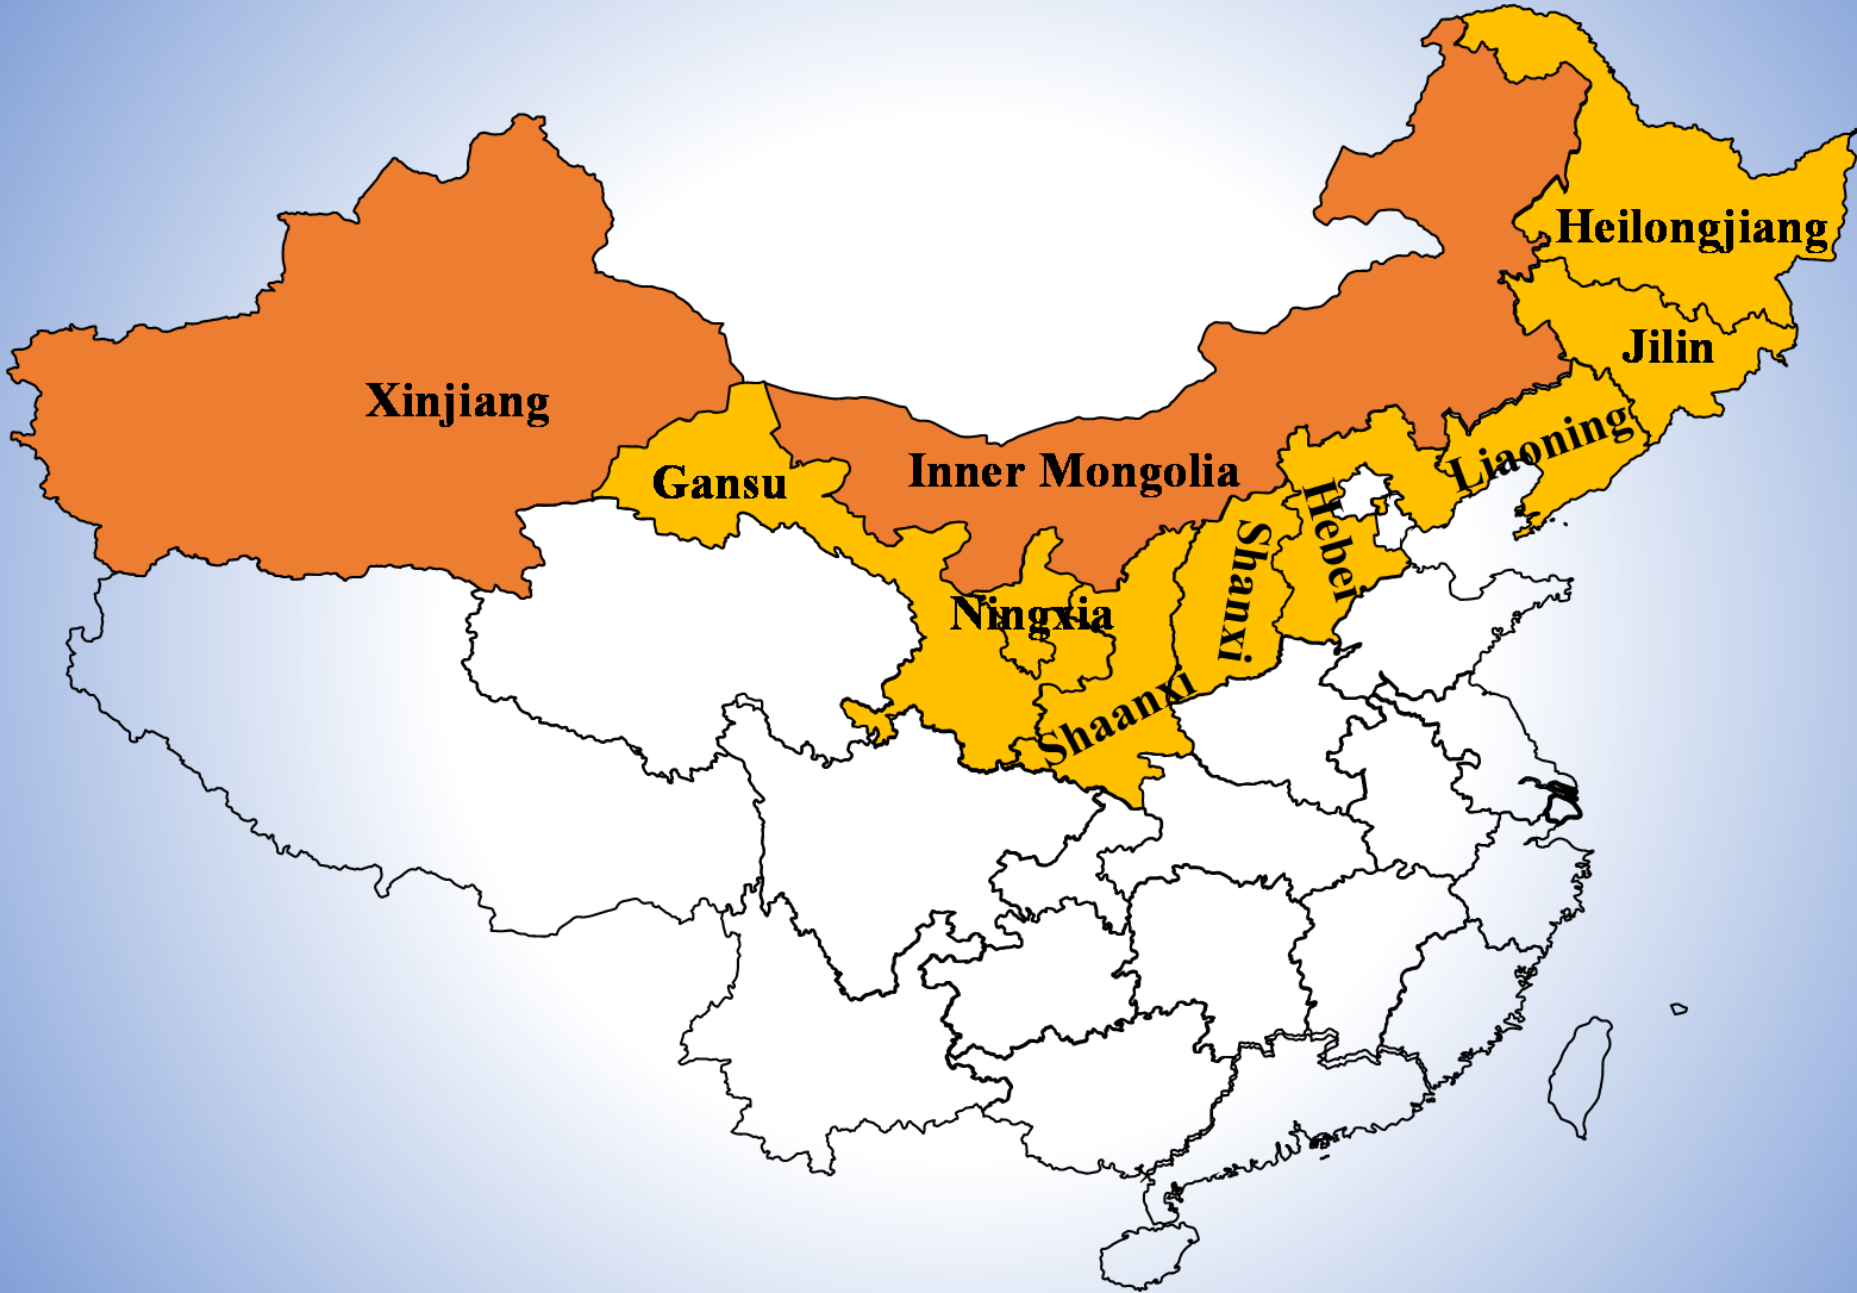 Heilongjiang
Jilin
Xinjiang
Liaoning
Gansu
Inner Mongolia
Hebei
Shanxi
Ningxia
Shaanxi